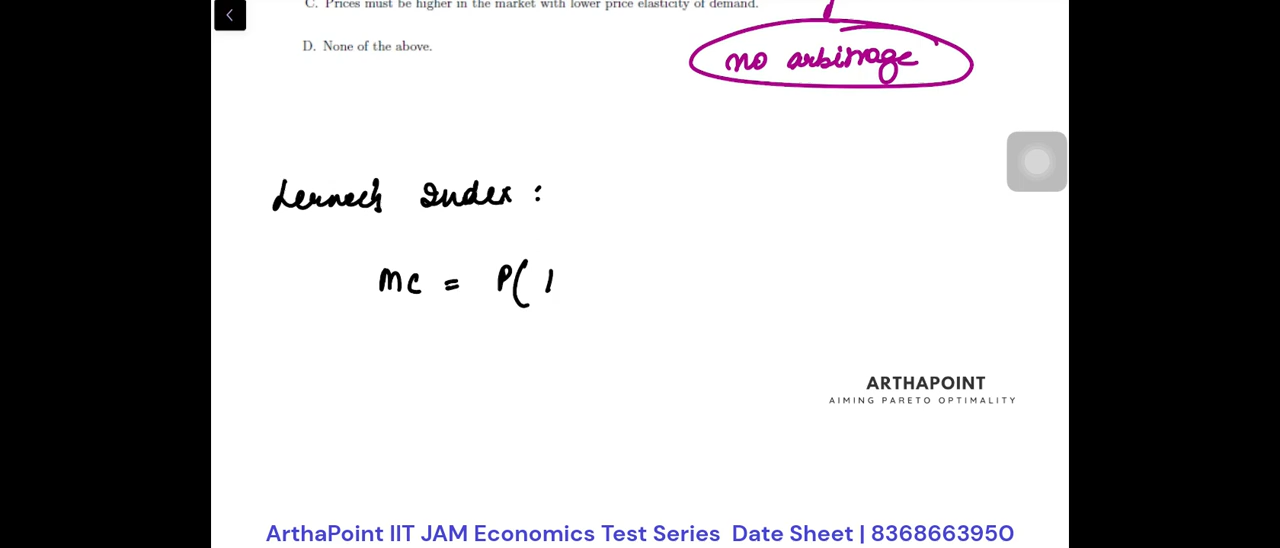 C. Prices must be higher in the market with lower price elasticity of demand.
D. None of the above.
no arbitrage
Lerner's Index :
MC = P( 1
ARTHAPOINT
AIMING PARETO OPTIMALITY
ArthaPoint IIT JAM Economics Test Series Date Sheet | 8368663950